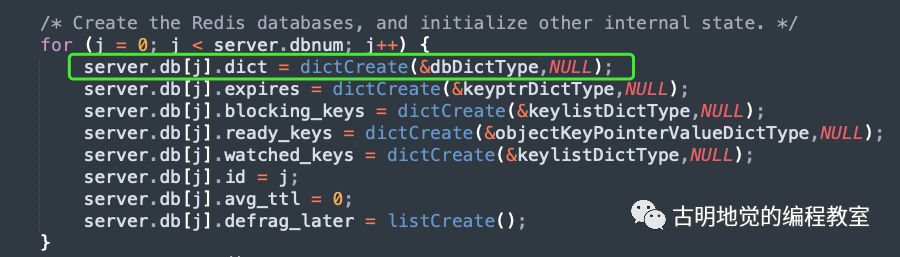 /* Create the Redis databases, and initialize other internal state. */
for (j = 0; j < server.dbnum; j++) {
server.db[j].dict = dictCreate(&dbDictType,NULL);
server.db[j].expires = dictCreate(&keyptrDictType,NULL);
server.db[j].blocking_keys = dictCreate(&keylistDictType,NULL);
server.db[j].ready_keys = dictCreate(&objectKeyPointerValueDictType,NULL);
server.db[j].watched_keys = dictCreate(&keylistDictType,NULL);
server.db[j].id = j;
server.db[j].avg_ttl = 0;
server.db[j].defrag_later = listCreate();
古明地觉的编程教室
}